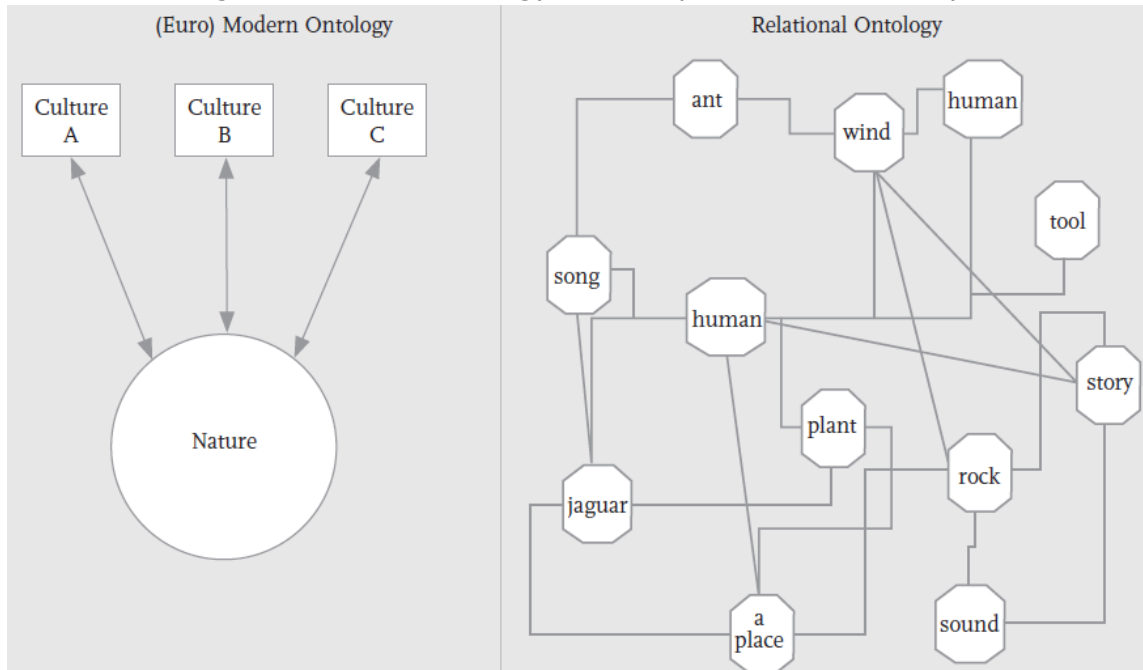 (Euro) Modern Ontology
Culture
A
Culture
B
Culture
C
Nature
Relational Ontology
ant
wind
human
tool
song
human
story
plant
rock
jaguar
a
place
sound